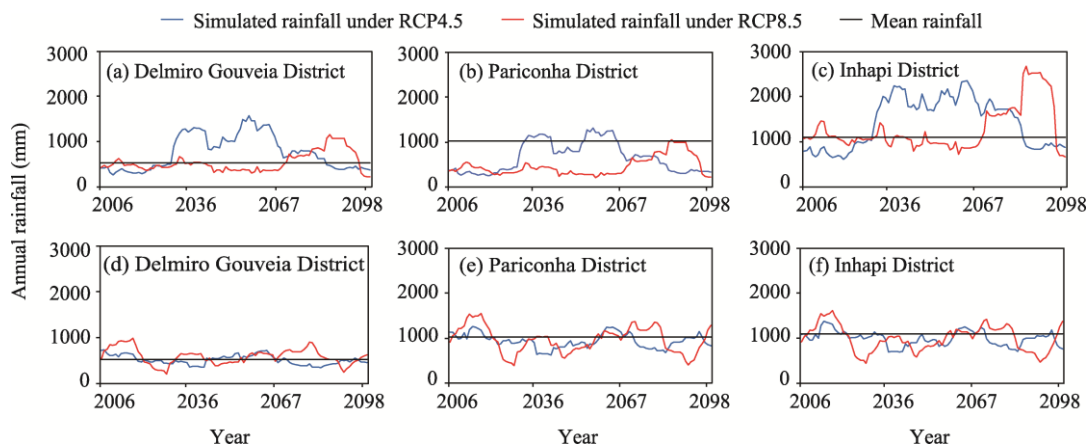 Simulated rainfall under RCP4.5 Simulated rainfall under RCP8.5 Mean rainfall
Annual rainfall (mm)
3000 3000 3000
(a) Delmiro Gouveia District (b) Pariconha District (c) Inhapi District
2000 2000 2000
1000 1000 1000
0 0 0
2006 2036 2067 2098 2006 2036 2067 2098 2006 2036 2067 2098
3000 3000 3000
(d) Delmiro Gouveia District (e) Pariconha District (f) Inhapi District
2000 2000 2000
1000 1000 1000
0 0 0
2006 2036 2067 2098 2006 2036 2067 2098 2006 2036 2067 2098
Year Year Year